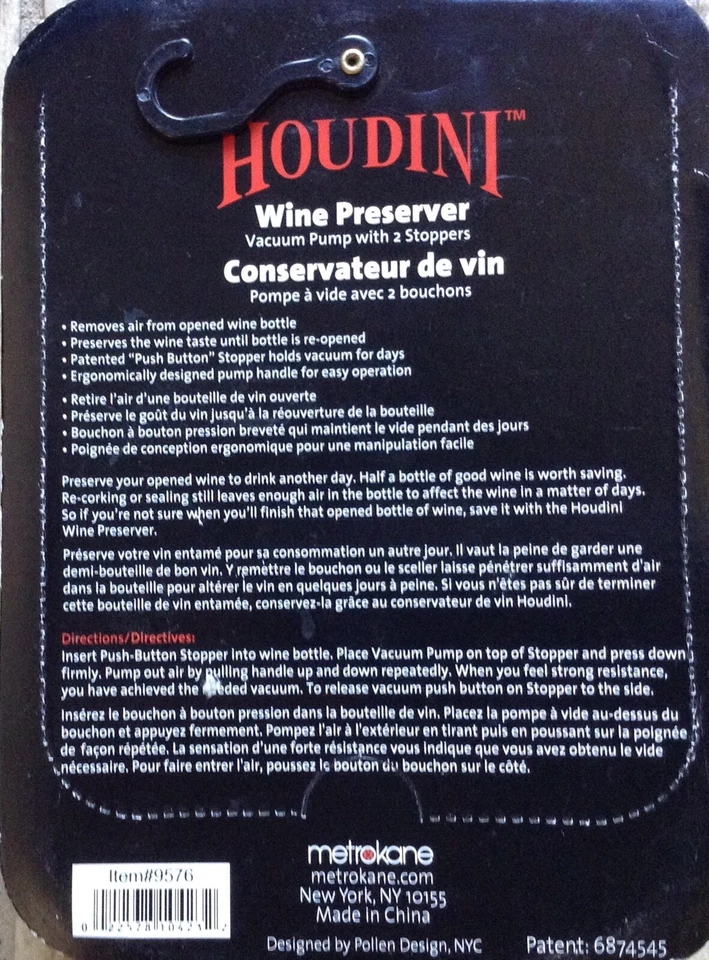 HOUDINI™
Wine Preserver
Vacuum Pump with 2 Stoppers
Conservateur de vin
Pompe à vide avec 2 bouchons
• Removes air from opened wine bottle
• Preserves the wine taste until bottle is re-opened
• Patented “Push Button” Stopper holds vacuum for days
• Ergonomically designed pump handle for easy operation
• Retire l'air d'une bouteille de vin ouverte
• Préserve le goût du vin jusqu'à la réouverture de la bouteille
• Bouchon à bouton pression breveté qui maintient le vide pendant des jours
• Poignée de conception ergonomique pour une manipulation facile
Preserve your opened wine to drink another day. Half a bottle of good wine is worth saving.
Re-corking or sealing still leaves enough air in the bottle to affect the wine in a matter of days.
So if you're not sure when you'll finish that opened bottle of wine, save it with the Houdini
Wine Preserver.
Préserve votre vin entamé pour sa consommation un autre jour. Il vaut la peine de garder une
demi-bouteille de bon vin. Y remettre le bouchon ou le sceller laisse pénétrer suffisamment d'air
dans la bouteille pour altérer le vin en quelques jours à peine. Si vous n'êtes pas sûr de terminer
cette bouteille de vin entamée, conservez-la grâce au conservateur de vin Houdini.
Directions/Directives:
Insert Push-Button Stopper into wine bottle. Place Vacuum Pump on top of Stopper and press down
firmly. Pump out air by pulling handle up and down repeatedly. When you feel strong resistance,
you have achieved the needed vacuum. To release vacuum push button on Stopper to the side.
Insérez le bouchon à bouton pression dans la bouteille de vin. Placez la pompe à vide au-dessus du
bouchon et appuyez fermement. Pompez l'air à l'extérieur en tirant puis en poussant sur la poignée
de façon répétée. La sensation d'une forte résistance vous indique que vous avez obtenu le vide
nécessaire. Pour faire entrer l'air, poussez le bouton du bouchon sur le côté.
metrokane
metrokane.com
New York, NY 10155
Made in China
Item#9576
0 22578 10421 2
Designed by Pollen Design, NYC
Patent: 6874545